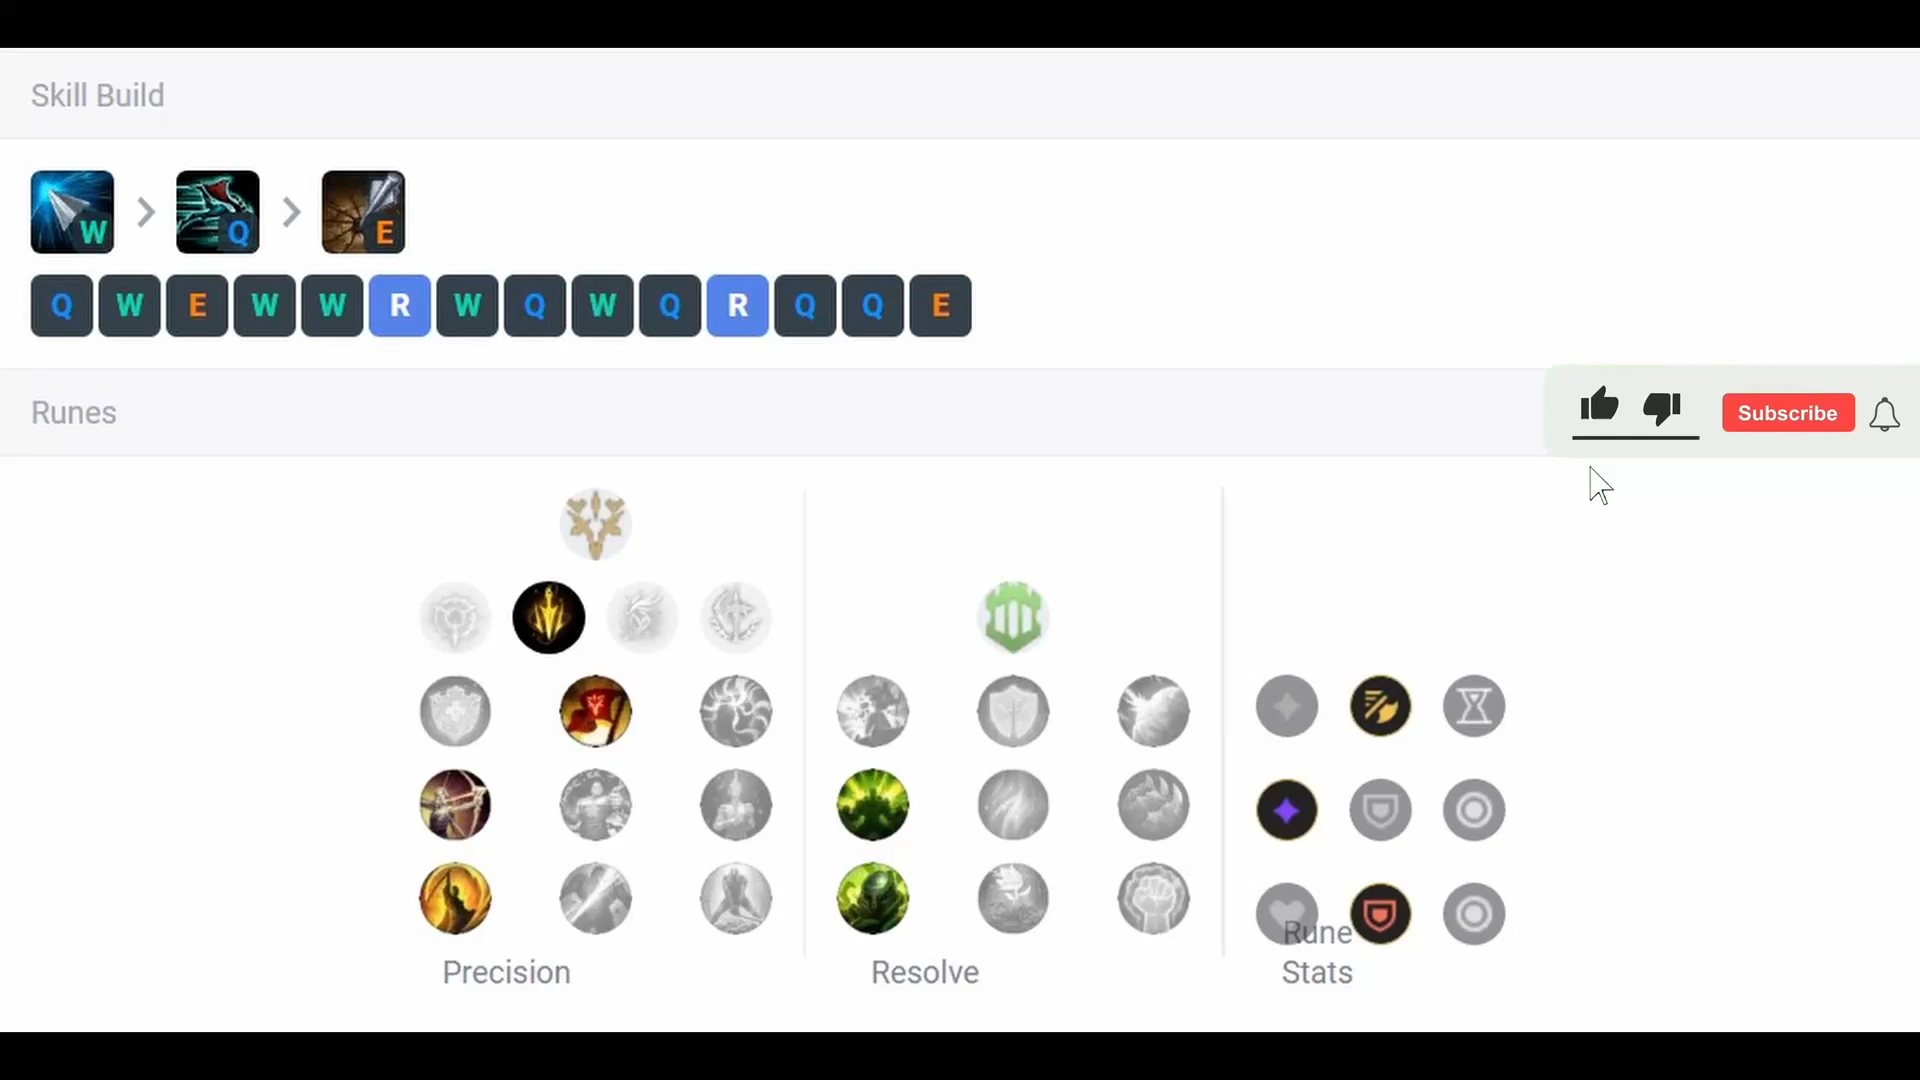 Skill Build
W Q E
Q W E W W R W Q W Q R Q Q E
Runes
Subscribe
Precision
Resolve
Rune
Stats